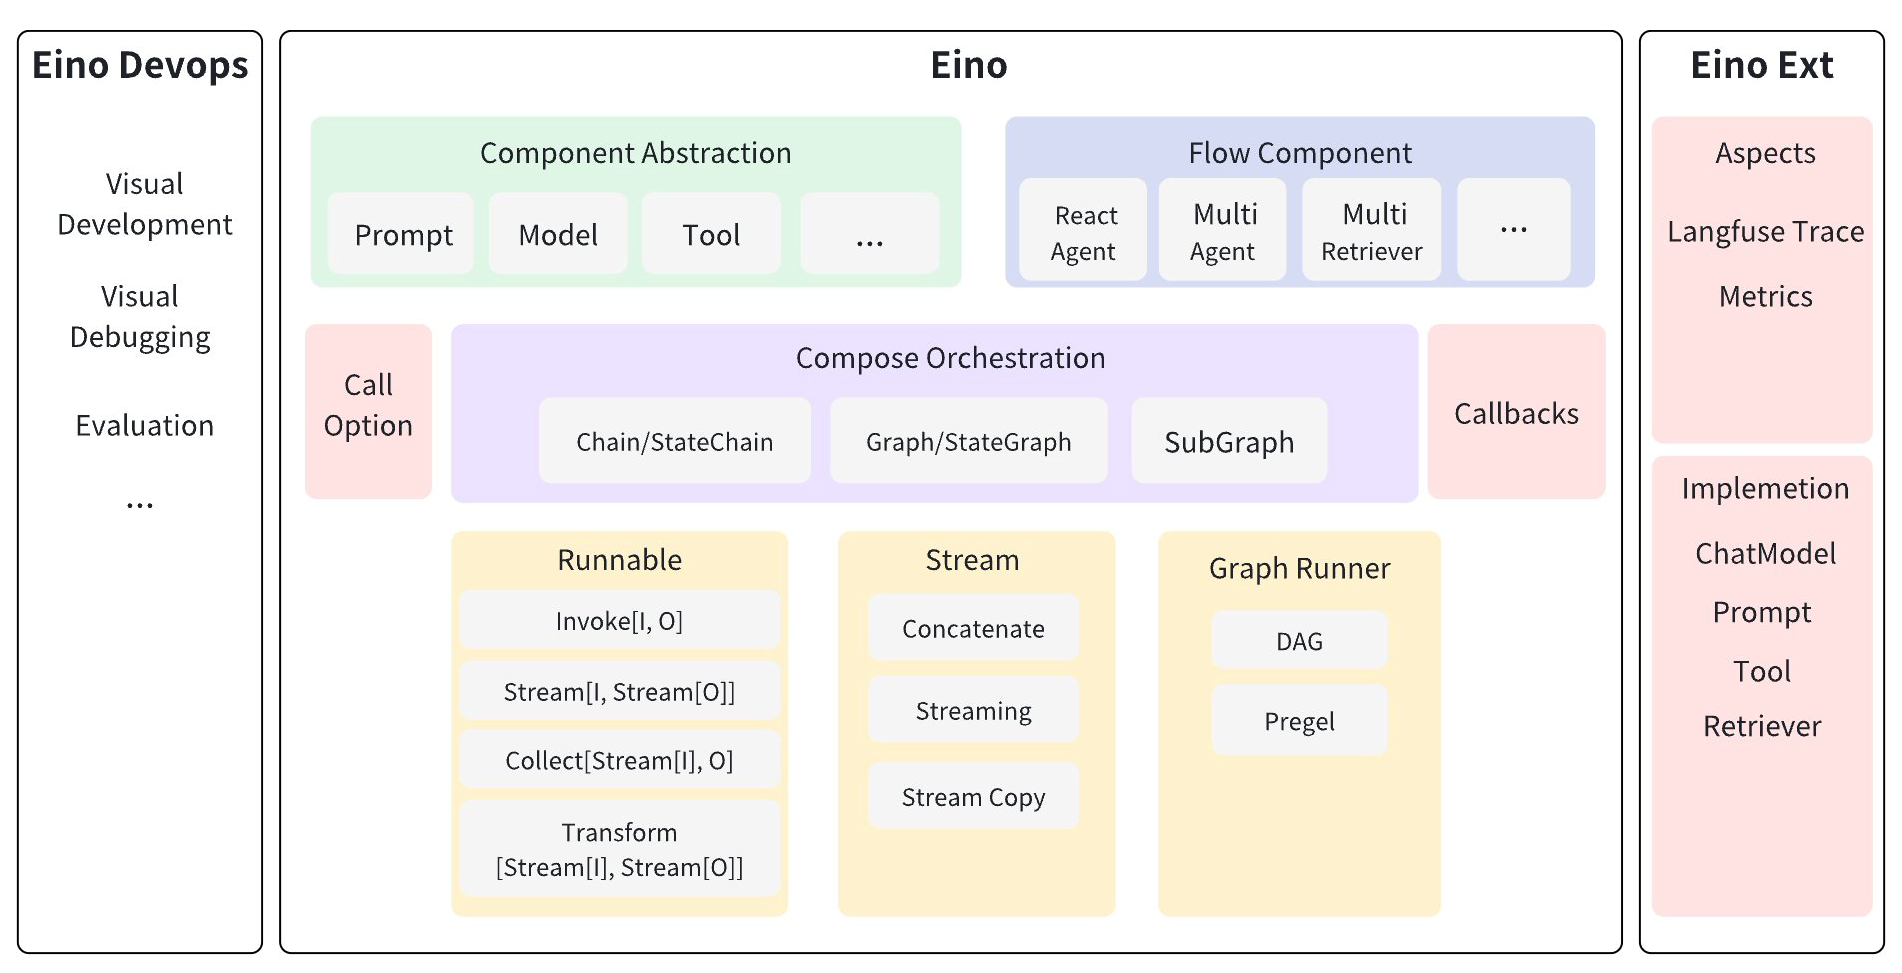 Eino Devops
Visual
Development
Visual
Debugging
Evaluation
...
Eino
Component Abstraction
Prompt
Model
Tool
...
Flow Component
React
Agent
Multi
Agent
Multi
Retriever
...
Call
Option
Compose Orchestration
Chain/StateChain
Graph/StateGraph
SubGraph
Callbacks
Runnable
Invoke[I, O]
Stream[I, Stream[O]]
Collect[Stream[I], O]
Transform
[Stream[I], Stream[O]]
Stream
Concatenate
Streaming
Stream Copy
Graph Runner
DAG
Pregel
Eino Ext
Aspects
Langfuse Trace
Metrics
Implemetion
ChatModel
Prompt
Tool
Retriever